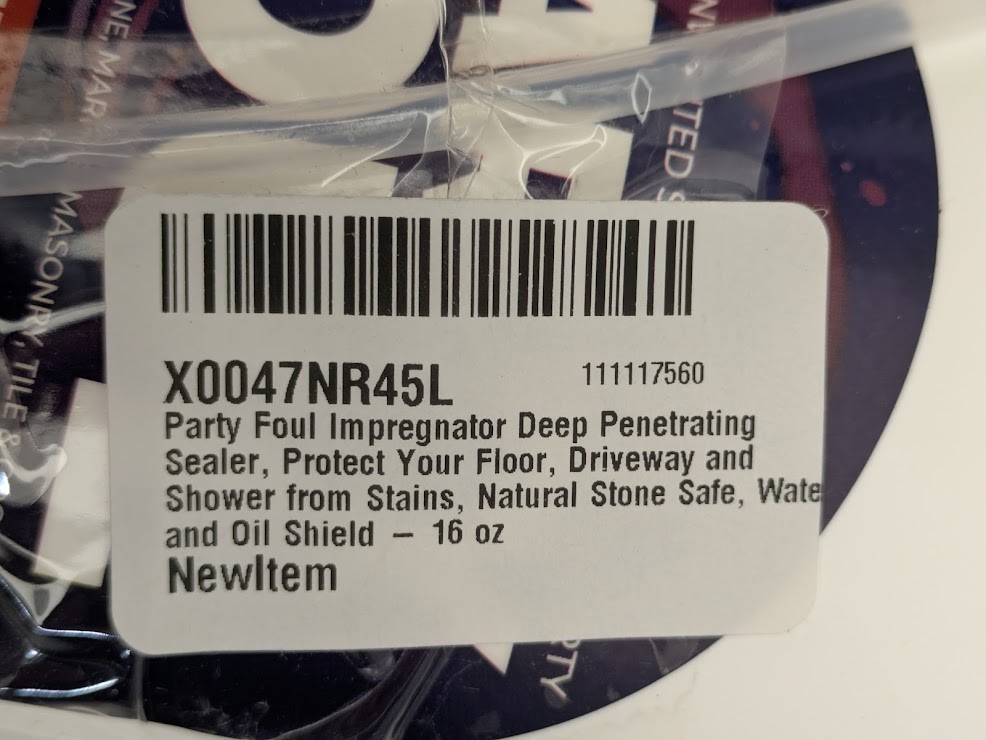 MASONRY, TILE &
X0047NR45L
111117560
Party Foul Impregnator Deep Penetrating
Sealer, Protect Your Floor, Driveway and
Shower from Stains, Natural Stone Safe, Wate
and Oil Shield – 16 oz
NewItem